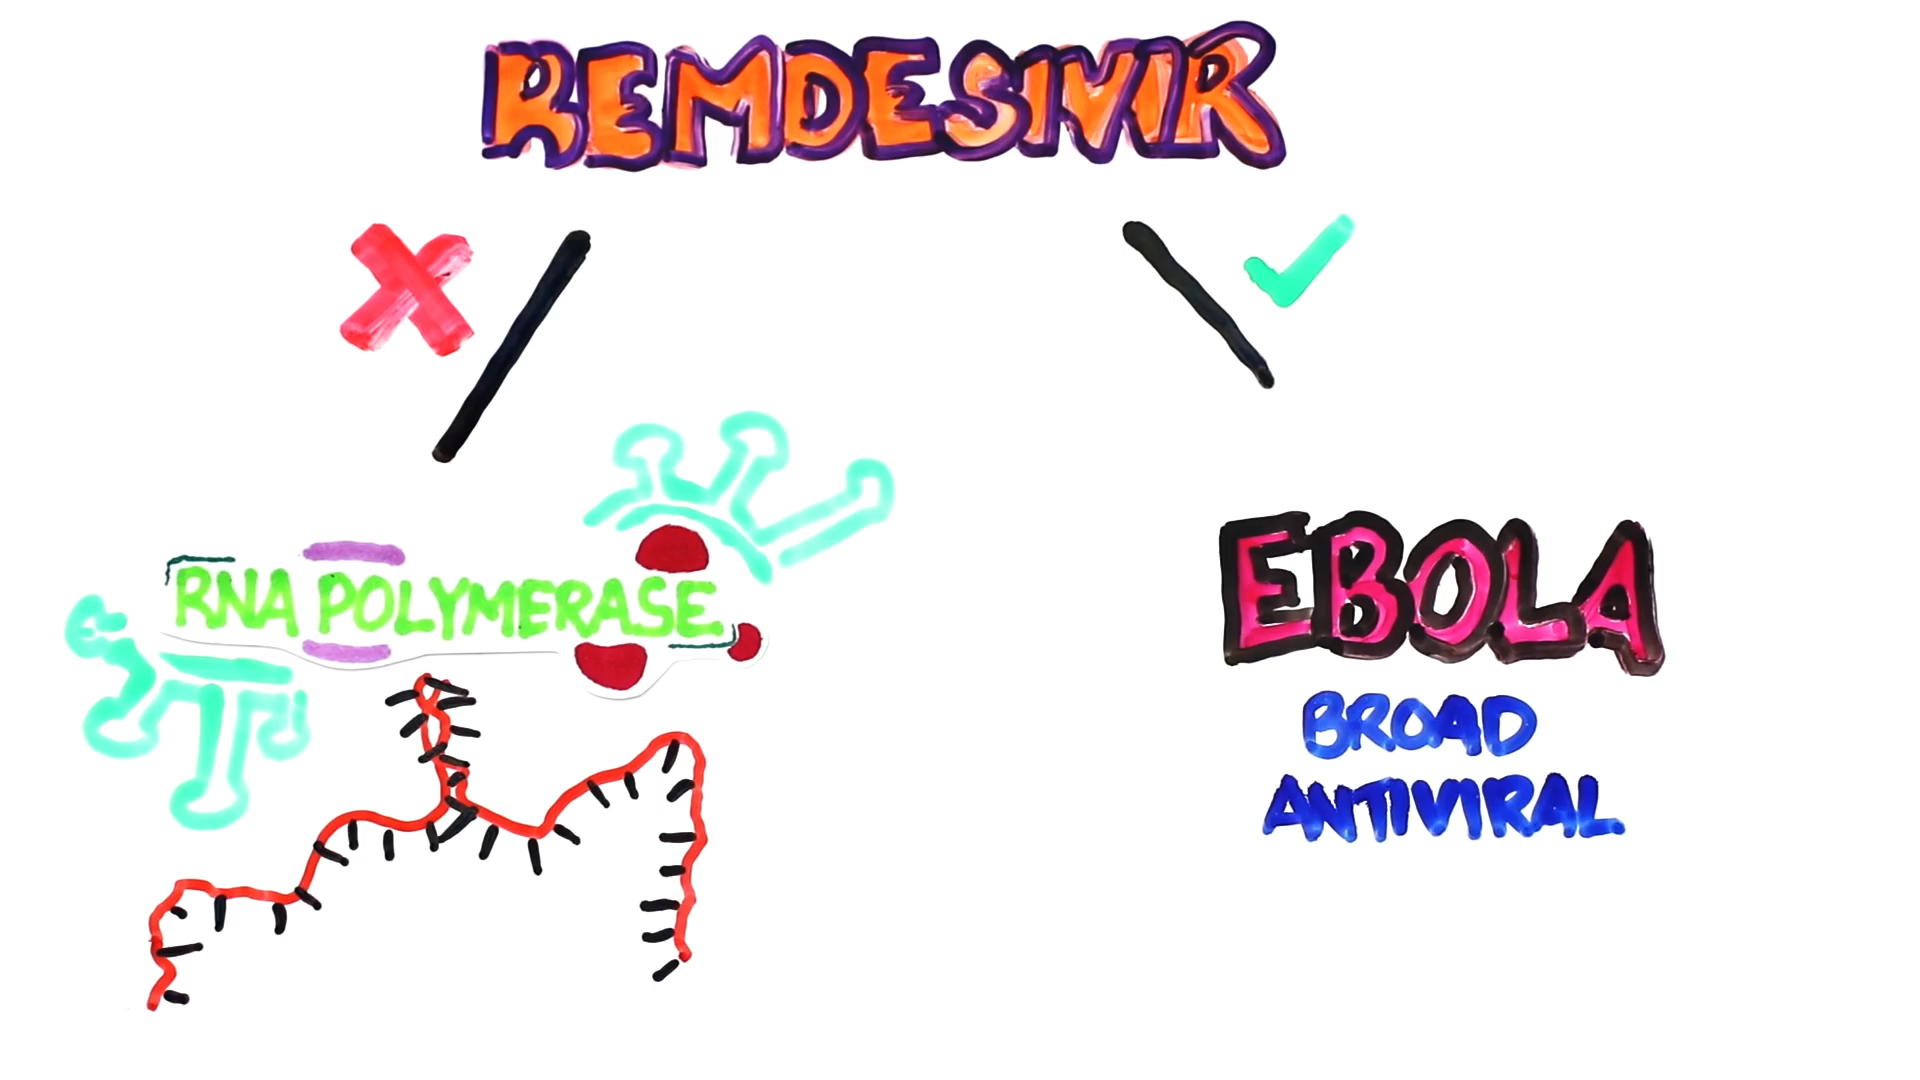 REMDESIVIR
RNA POLYMERASE
EBOLA
BROAD
ANTIVIRAL